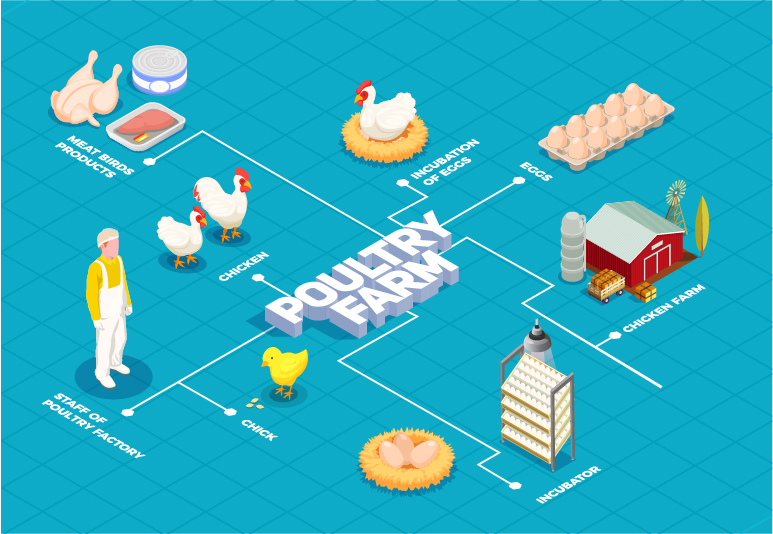 MEAT BIRDS
PRODUCTS
INCUBATION
OF EGGS
EGGS
CHICKEN
POULTRY
FARM
CHICKEN FARM
STAFF OF
POULTRY FACTORY
CHICK
INCUBATOR